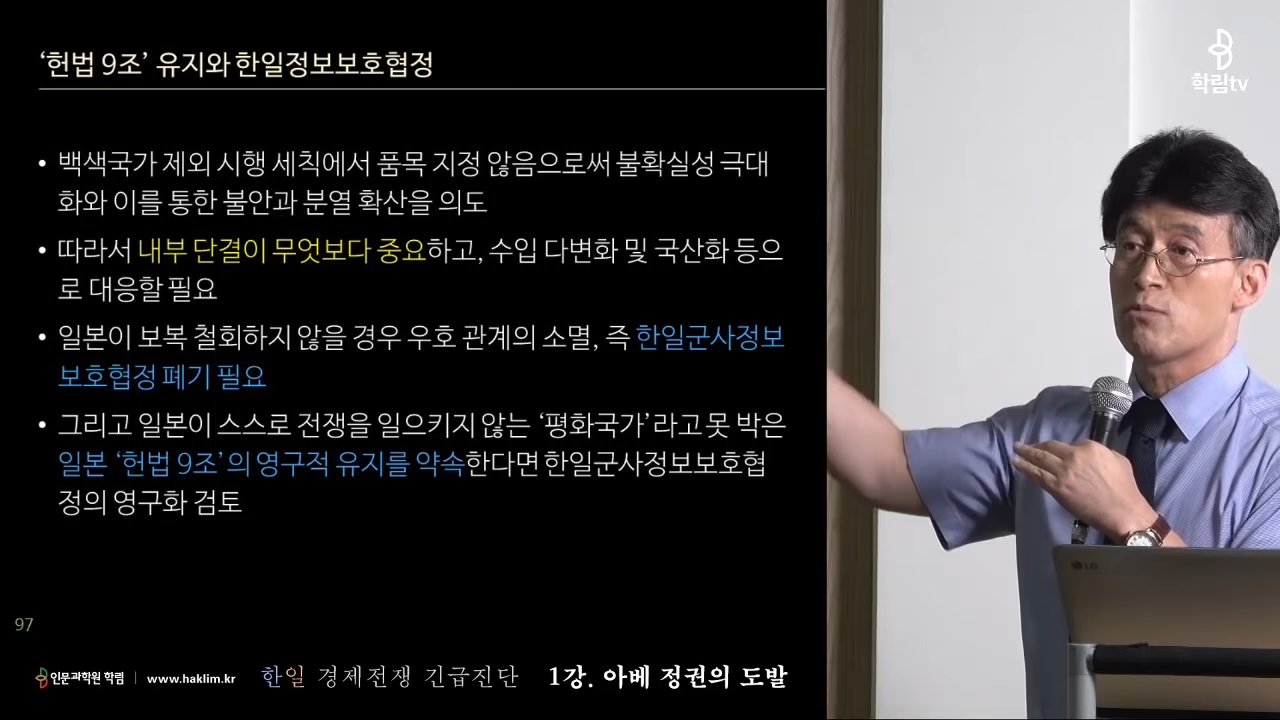 ‘헌법 9조’ 유지와 한일정보보호협정
학림tv
• 백색국가 제외 시행 세칙에서 품목 지정 않음으로써 불확실성 극대
화와 이를 통한 불안과 분열 확산을 의도
• 따라서 내부 단결이 무엇보다 중요하고, 수입 다변화 및 국산화 등으
로 대응할 필요
• 일본이 보복 철회하지 않을 경우 우호 관계의 소멸, 즉 한일군사정보
보호협정 폐기 필요
• 그리고 일본이 스스로 전쟁을 일으키지 않는 ‘평화국가’라고 못 박은
일본 ‘헌법 9조’의 영구적 유지를 약속한다면 한일군사정보보호협
정의 영구화 검토
LG
97
인문과학원 학림 | www.haklim.kr 한일 경제전쟁 긴급진단 1강. 아베 정권의 도발